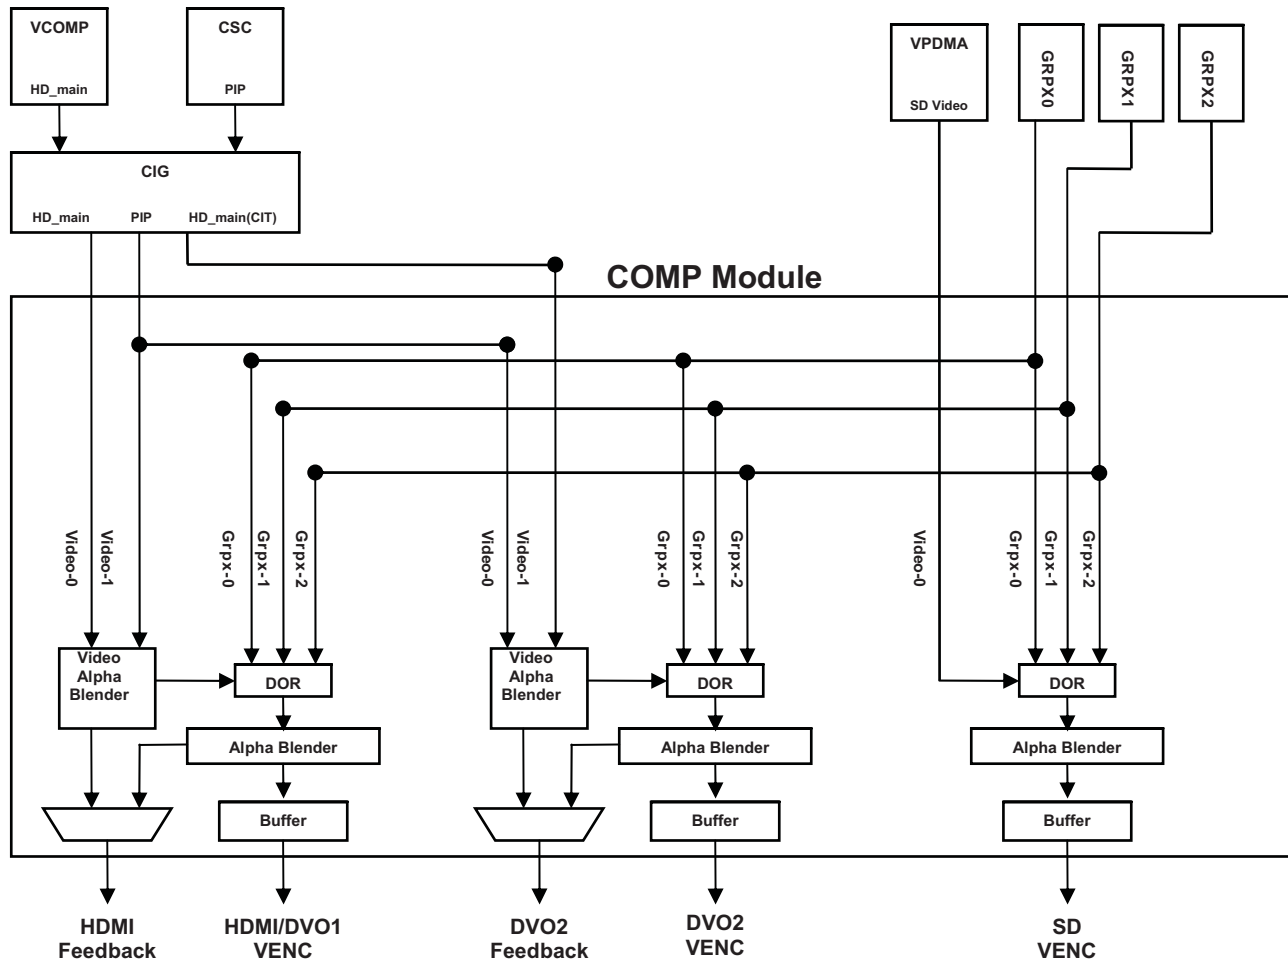 VCOMP
HD_main
CSC
PIP
VPDMA
SD Video
GRPX0
GRPX1
GRPX2
CIG
HD_main
PIP
HD_main(CIT)
COMP Module
Video-0
Video-1
Grpx-0
Grpx-1
Grpx-2
Video-0
Video-1
Grpx-0
Grpx-1
Grpx-2
Video-0
Grpx-0
Grpx-1
Grpx-2
Video
Alpha
Blender
DOR
Video
Alpha
Blender
DOR
DOR
Alpha Blender
Alpha Blender
Alpha Blender
Buffer
Buffer
Buffer
HDMI
Feedback
HDMI/DVO1
VENC
DVO2
Feedback
DVO2
VENC
SD
VENC